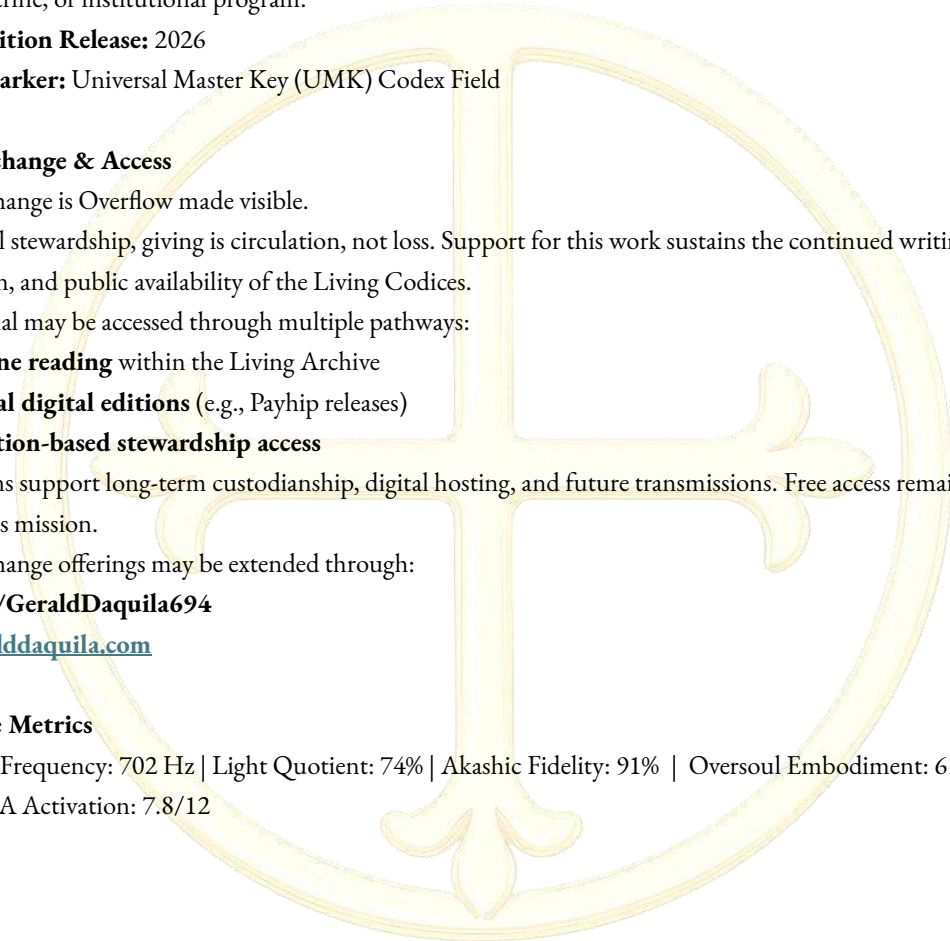 trine, or institutional program.
ition Release: 2026
arker: Universal Master Key (UMK) Codex Field
change & Access
hange is Overflow made visible.
l stewardship, giving is circulation, not loss. Support for this work sustains the continued writin
n, and public availability of the Living Codices.
ial may be accessed through multiple pathways:
ne reading within the Living Archive
al digital editions (e.g., Payhip releases)
tion-based stewardship access
ns support long-term custodianship, digital hosting, and future transmissions. Free access remai
s mission.
hange offerings may be extended through:
/GeraldDaquila694
lddaquila.com
e Metrics
Frequency: 702 Hz | Light Quotient: 74% | Akashic Fidelity: 91% | Oversoul Embodiment: 6
A Activation: 7.8/12